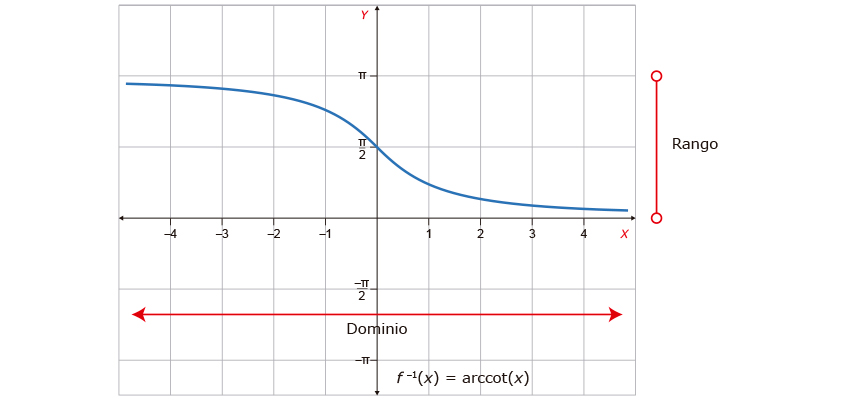 Y
π
π
2
Rango
–4 –3 –2 –1 1 2 3 4 X
–π
2
Dominio
–π
f ⁻¹(x) = arccot(x)